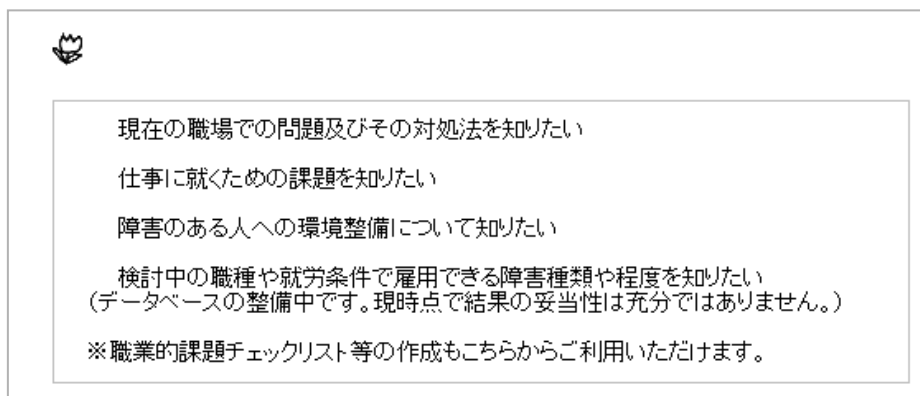 現在の職場での問題及びその対処法を知りたい
仕事に就くための課題を知りたい
障害のある人への環境整備について知りたい
検討中の職種や就労条件で雇用できる障害種類や程度を知りたい
（データベースの整備中です。現時点で結果の妥当性は充分ではありません。）
※職業的課題チェックリスト等の作成もこちらからご利用いただけます。